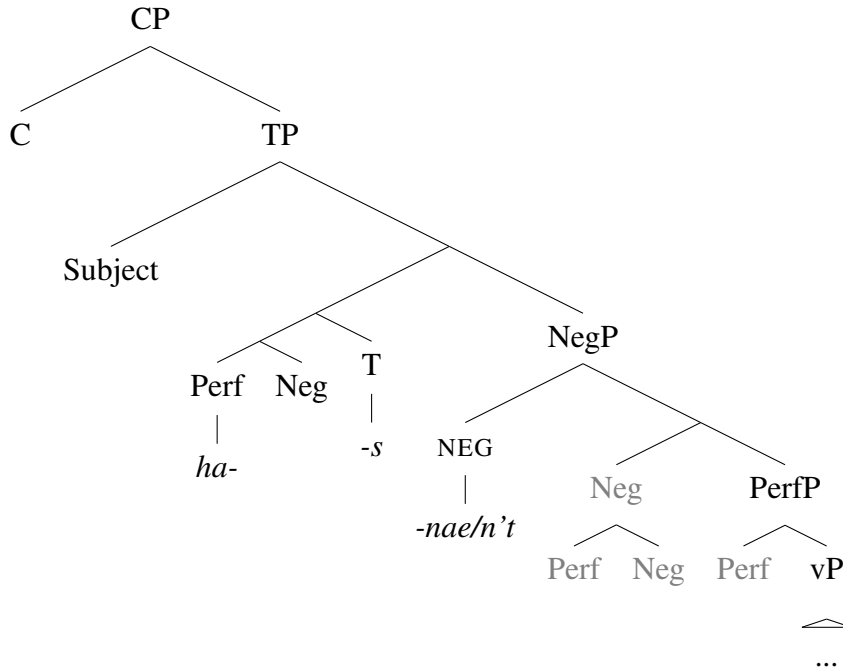 CP
C TP
Subject
NegP
Perf Neg T
ha- -s NEG
Neg PerfP
-nae/n't
Perf Neg Perf vP
...